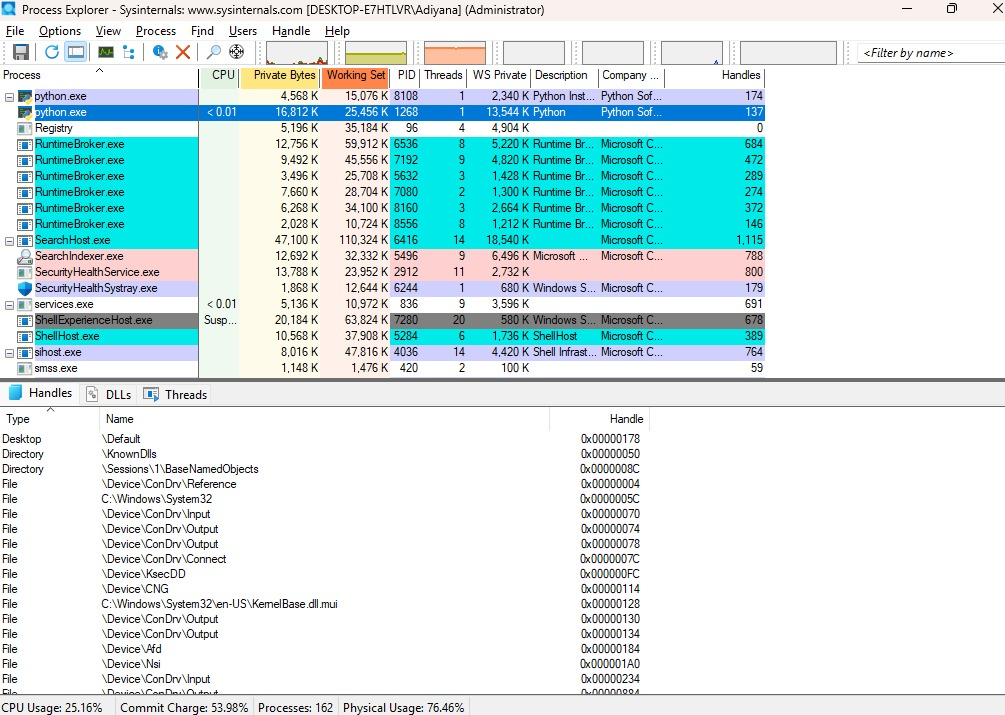 Process Explorer - Sysinternals: www.sysinternals.com [DESKTOP-E7HTLVR\Adiyana] (Administrator)
File Options View Process Find Users Handle Help
<Filter by name>
Process CPU Private Bytes Working Set PID Threads WS Private Description Company ... Handles
python.exe 4,568 K 15,076 K 8108 1 2,340 K Python Inst... Python Sof... 174
python.exe < 0.01 16,812 K 25,456 K 1268 1 13,544 K Python Python Sof... 137
Registry 5,196 K 35,184 K 96 4 4,904 K 0
RuntimeBroker.exe 12,756 K 59,912 K 6536 8 5,220 K Runtime Br... Microsoft C... 684
RuntimeBroker.exe 9,492 K 45,556 K 7192 9 4,820 K Runtime Br... Microsoft C... 472
RuntimeBroker.exe 3,496 K 25,708 K 5632 3 1,428 K Runtime Br... Microsoft C... 289
RuntimeBroker.exe 7,660 K 28,704 K 7080 2 1,300 K Runtime Br... Microsoft C... 274
RuntimeBroker.exe 6,268 K 34,100 K 8160 3 2,664 K Runtime Br... Microsoft C... 372
RuntimeBroker.exe 2,028 K 10,724 K 8556 8 1,212 K Runtime Br... Microsoft C... 146
SearchHost.exe 47,100 K 110,324 K 6416 14 18,540 K Microsoft C... 1,115
SearchIndexer.exe 12,692 K 32,332 K 5496 9 6,496 K Microsoft ... Microsoft C... 788
SecurityHealthService.exe 13,788 K 23,952 K 2912 11 2,732 K 800
SecurityHealthSystray.exe 1,868 K 12,644 K 6244 1 680 K Windows S... Microsoft C... 179
services.exe < 0.01 5,136 K 10,972 K 836 9 3,596 K 691
ShellExperienceHost.exe Susp... 20,184 K 63,824 K 7280 20 580 K Windows S... Microsoft C... 678
ShellHost.exe 10,568 K 37,908 K 5284 6 1,736 K ShellHost Microsoft C... 389
sihost.exe 8,016 K 47,816 K 4036 14 4,420 K Shell Infrast... Microsoft C... 764
smss.exe 1,148 K 1,476 K 420 2 100 K 59
Handles DLLs Threads
Type Name Handle
Desktop \Default 0x00000178
Directory \KnownDlls 0x00000050
Directory \Sessions\1\BaseNamedObjects 0x0000008C
File \Device\ConDrv\Reference 0x00000004
File C:\Windows\System32 0x0000005C
File \Device\ConDrv\Input 0x00000070
File \Device\ConDrv\Output 0x00000074
File \Device\ConDrv\Output 0x00000078
File \Device\ConDrv\Connect 0x0000007C
File \Device\KsecDD 0x000000FC
File \Device\CNG 0x00000114
File C:\Windows\System32\en-US\KernelBase.dll.mui 0x00000128
File \Device\ConDrv\Output 0x00000130
File \Device\ConDrv\Output 0x00000134
File \Device\Afd 0x00000184
File \Device\Nsi 0x000001A0
File \Device\ConDrv\Input 0x00000234
File \Device\ConDrv\Output 0x00000884
CPU Usage: 25.16% Commit Charge: 53.98% Processes: 162 Physical Usage: 76.46%